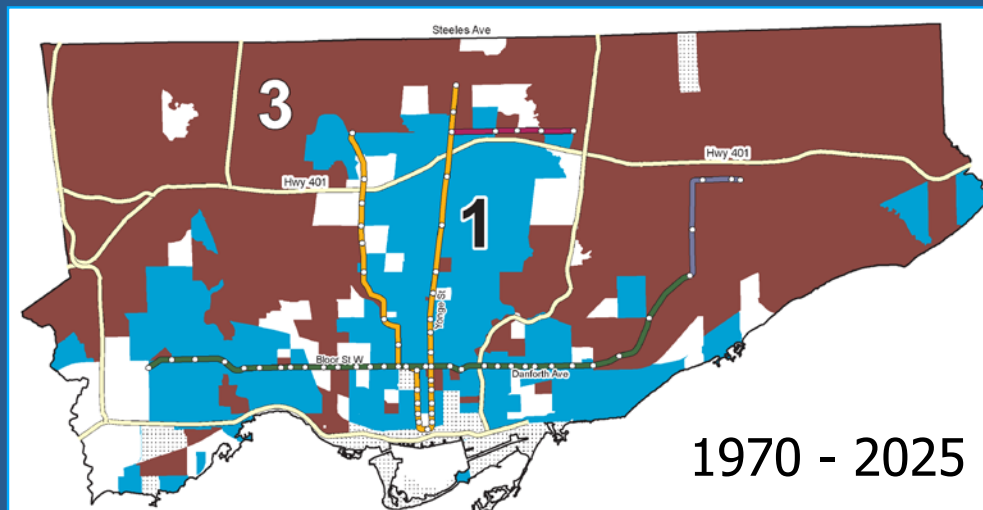 Steeles Ave
3
Hwy 401
Hwy 401
1
Yonge St
Bloor St W
Danforth Ave
1970 - 2025